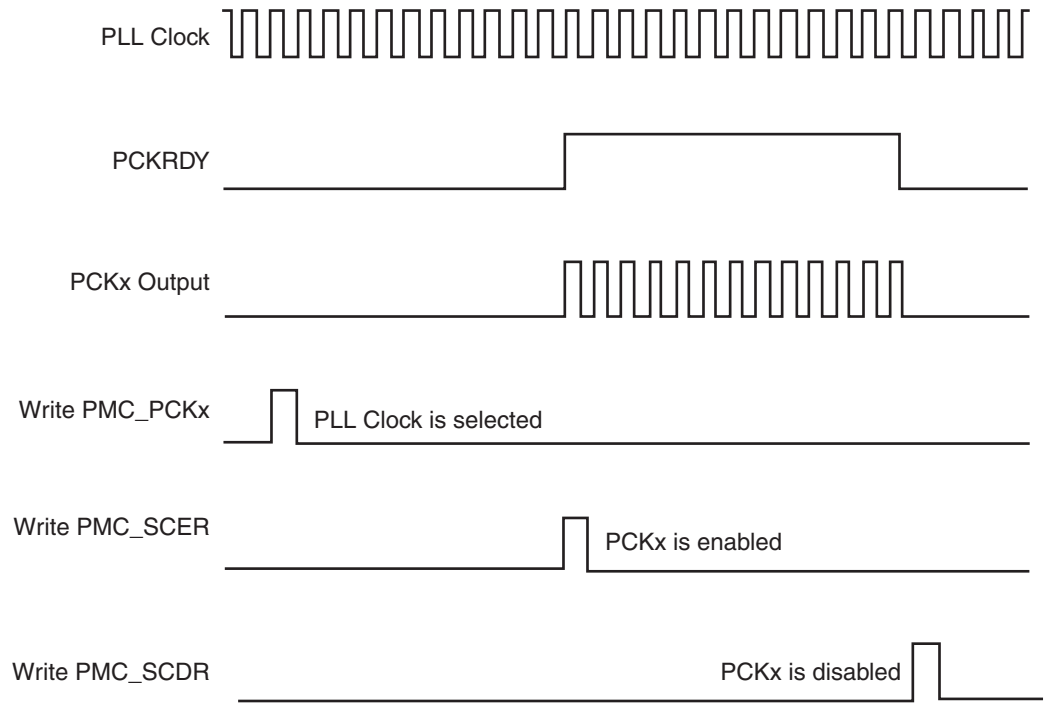 PLL Clock
PCKRDY
PCKx Output
Write PMC_PCKx
PLL Clock is selected
Write PMC_SCER
PCKx is enabled
Write PMC_SCDR
PCKx is disabled